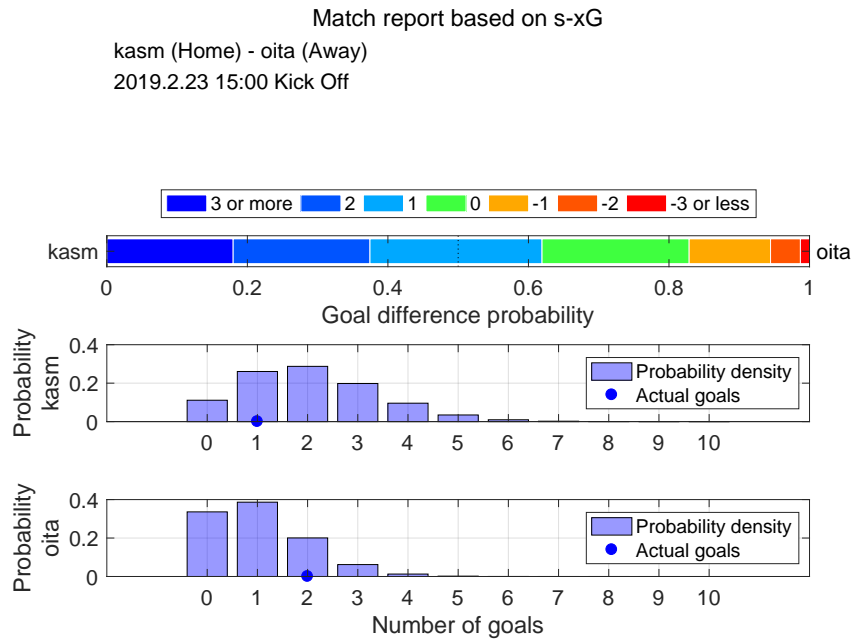 Match report based on s-xG
kasm (Home) - oita (Away)
2019.2.23 15:00 Kick Off
3 or more 2 1 0 -1 -2 -3 or less
kasm oita
0 0.2 0.4 0.6 0.8 1
Goal difference probability
Probability
kasm
0.4
0.2
0
Probability density
Actual goals
0 1 2 3 4 5 6 7 8 9 10
Probability
oita
0.4
0.2
0
Probability density
Actual goals
0 1 2 3 4 5 6 7 8 9 10
Number of goals